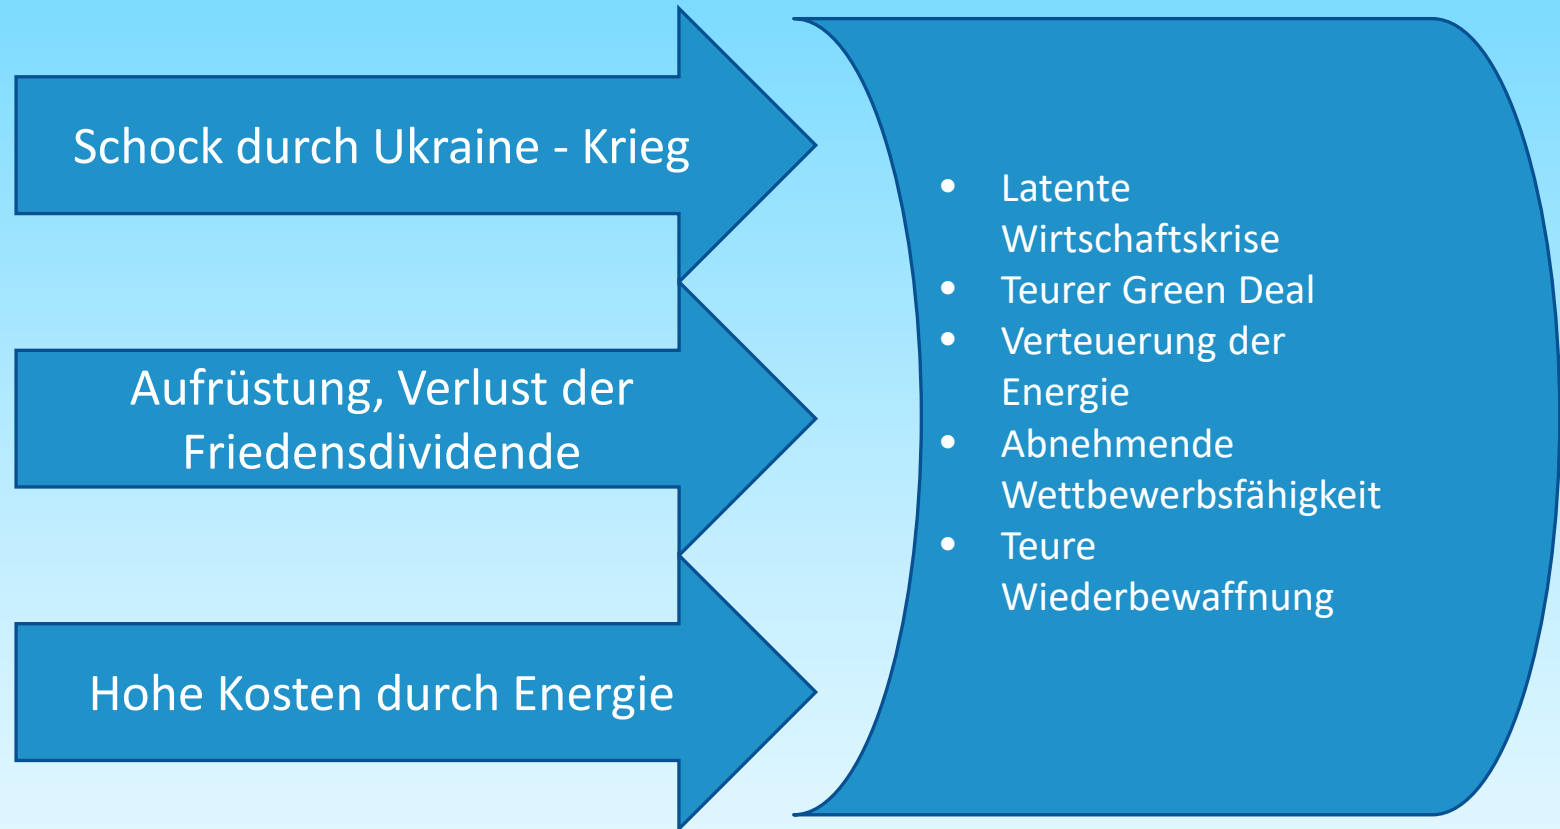 Schock durch Ukraine - Krieg
Aufrüstung, Verlust der
Friedensdividende
Hohe Kosten durch Energie
• Latente
Wirtschaftskrise
• Teurer Green Deal
• Verteuerung der
Energie
• Abnehmende
Wettbewerbsfähigkeit
• Teure
Wiederbewaffnung